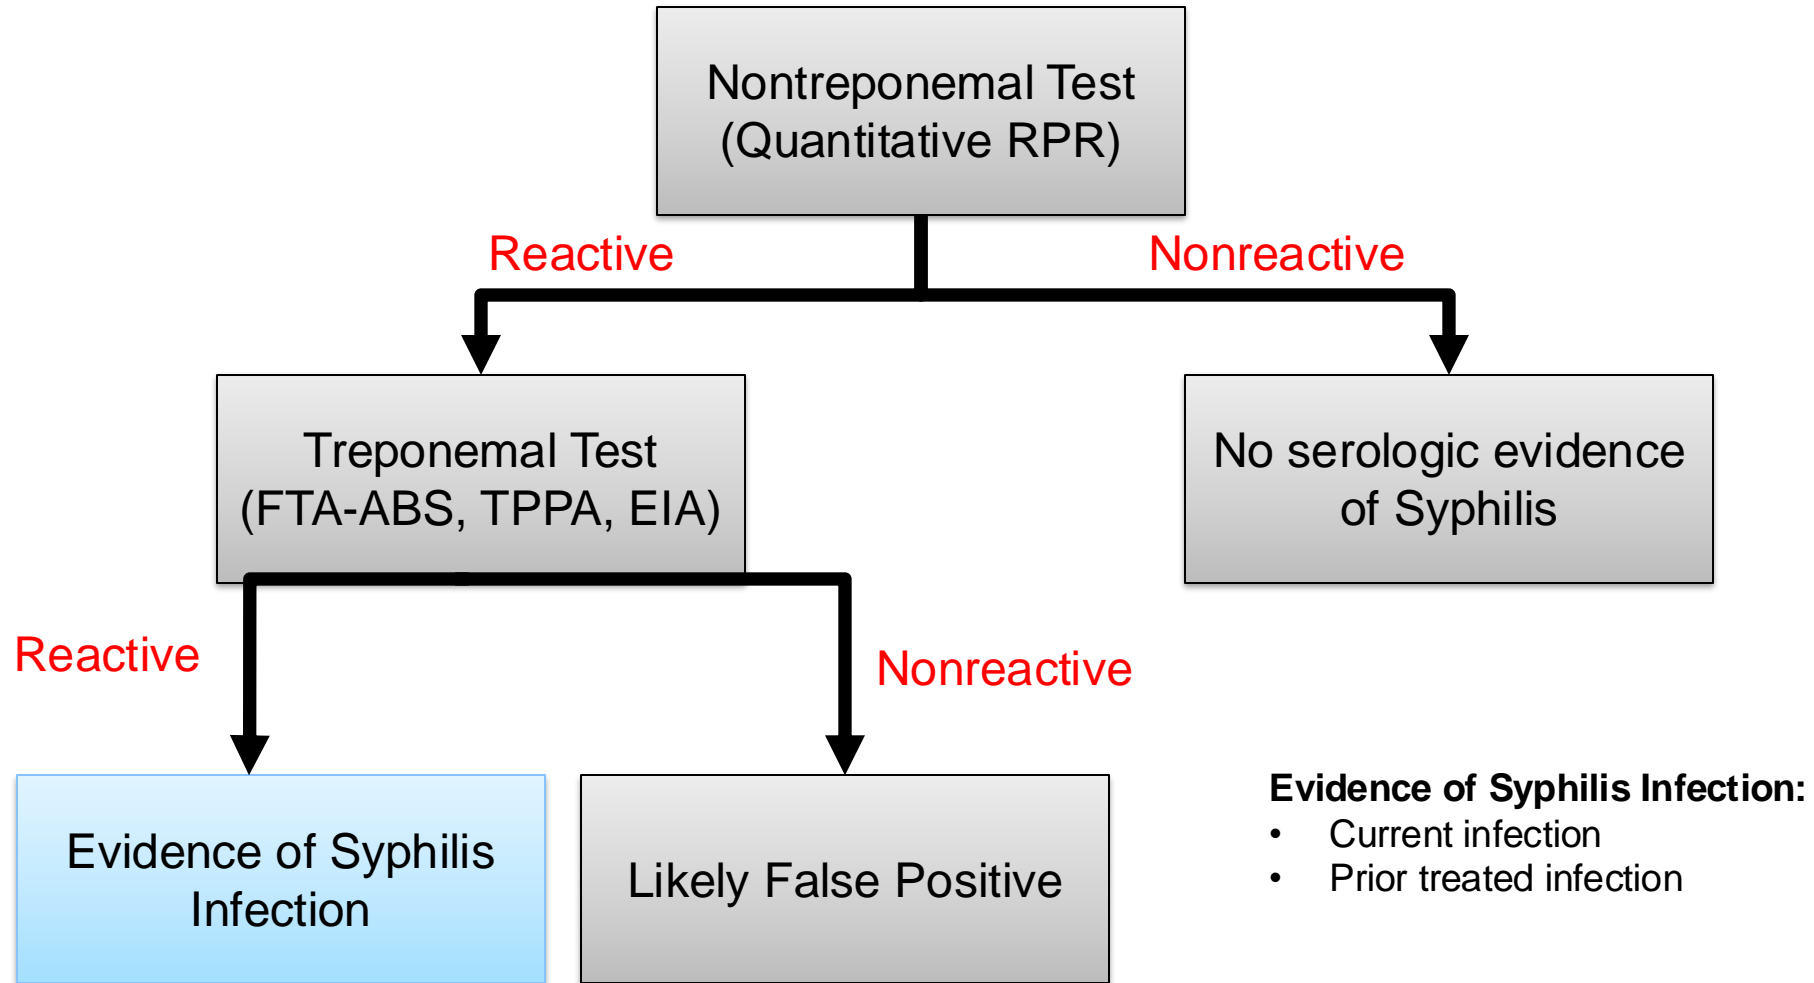 Nontreponemal Test
(Quantitative RPR)
Reactive
Nonreactive
Treponemal Test
(FTA-ABS, TPPA, EIA)
No serologic evidence
of Syphilis
Reactive
Nonreactive
Evidence of Syphilis
Infection
Likely False Positive
Evidence of Syphilis Infection:
• Current infection
• Prior treated infection